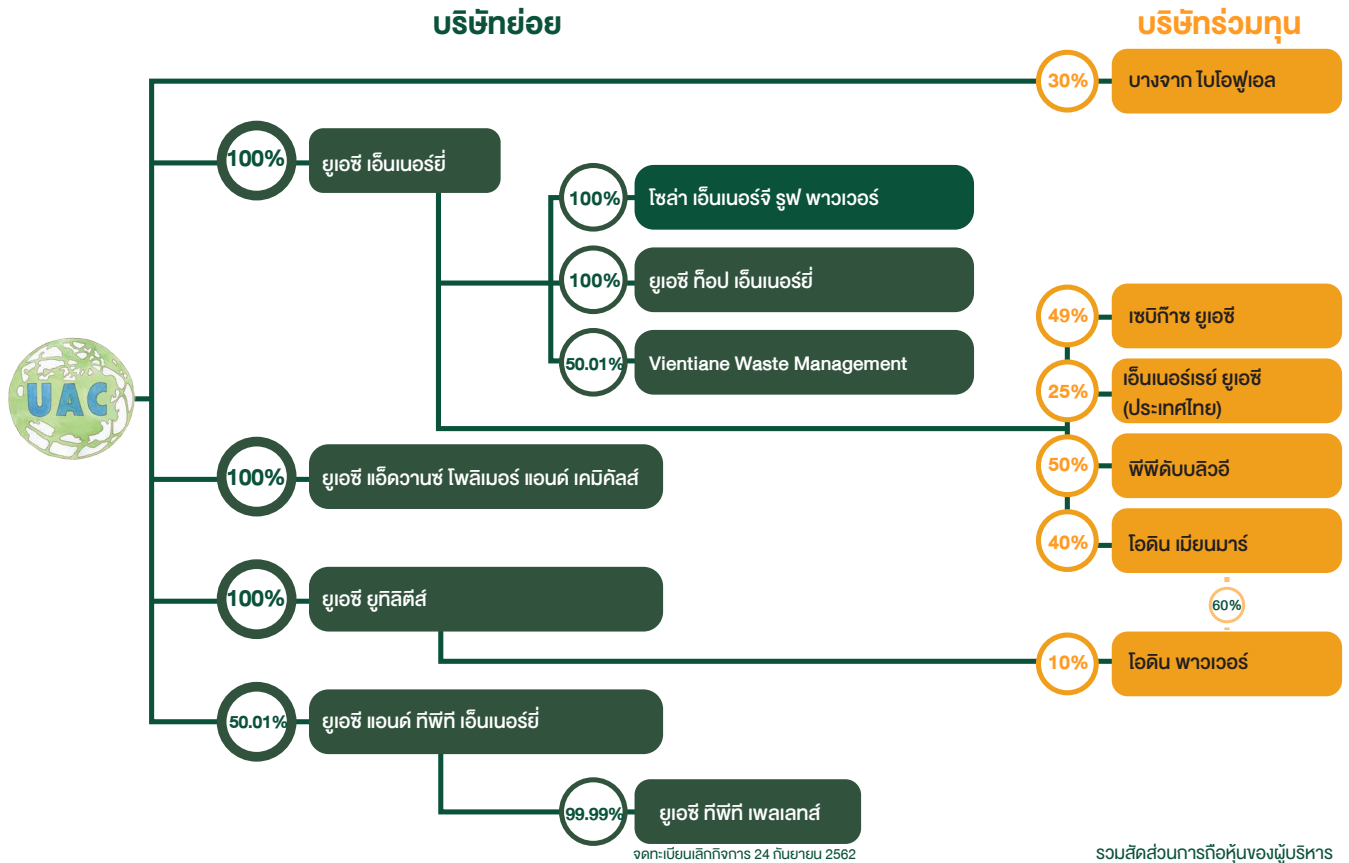 บริษัทย่อย
บริษัทร่วมทุน
30%
บางจาก ไบโอฟูเอล
100%
ยูเอซี เอ็นเนอร์ยี่
100%
โซล่า เอ็นเนอร์จี รูฟ พาวเวอร์
100%
ยูเอซี ท็อป เอ็นเนอร์ยี่
50.01%
Vientiane Waste Management
49%
เซบิก๊าซ ยูเอซี
25%
เอ็นเนอร์เรย์ ยูเอซี
(ประเทศไทย)
50%
พีพีดับบลิวอี
40%
โอดิน เมียนมาร์
60%
UAC
100%
ยูเอซี แอ็ดวานซ์ โพลิเมอร์ แอนด์ เคมิคัลส์
100%
ยูเอซี ยูทิลิตีส์
10%
โอดิน พาวเวอร์
50.01%
ยูเอซี แอนด์ ทีพีที เอ็นเนอร์ยี่
99.99%
ยูเอซี ทีพีที เพลเลทส์
จดทะเบียนเลิกกิจการ 24 กันยายน 2562
รวมสัดส่วนการถือหุ้นของผู้บริหาร